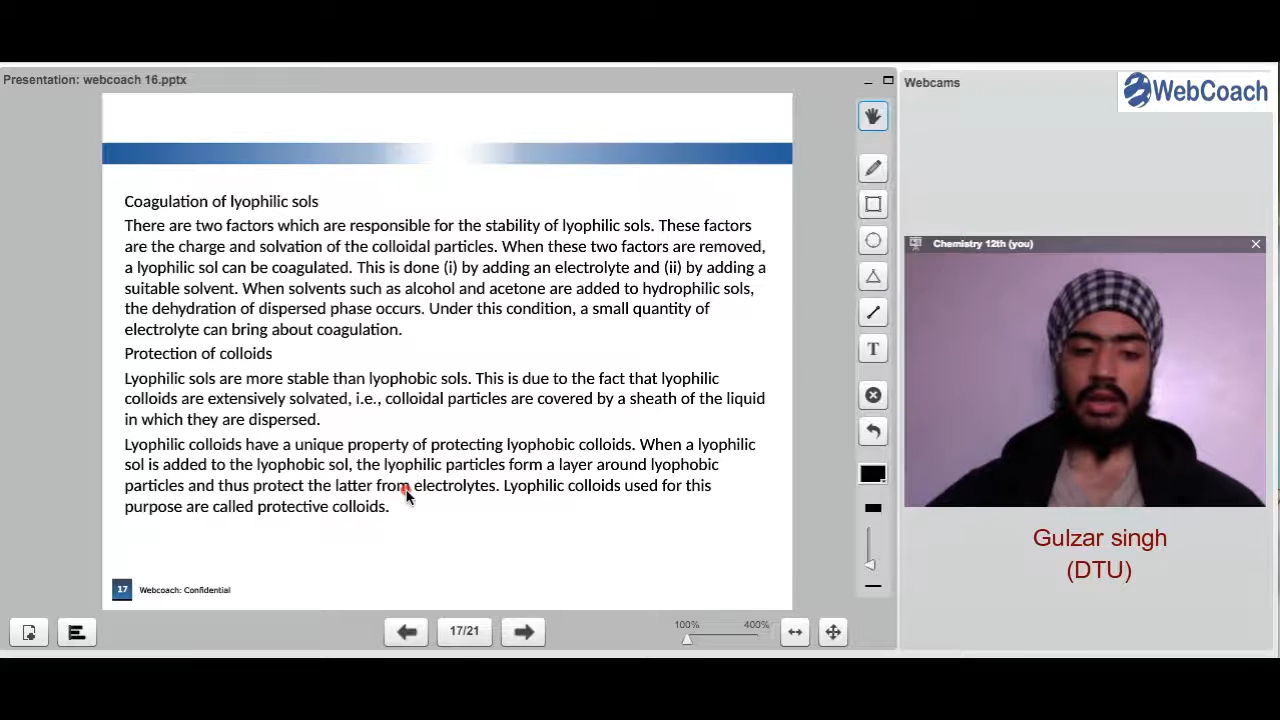 Presentation: webcoach 16.pptx
Webcams
WebCoach
Coagulation of lyophilic sols
There are two factors which are responsible for the stability of lyophilic sols. These factors
are the charge and solvation of the colloidal particles. When these two factors are removed,
a lyophilic sol can be coagulated. This is done (i) by adding an electrolyte and (ii) by adding a
suitable solvent. When solvents such as alcohol and acetone are added to hydrophilic sols,
the dehydration of dispersed phase occurs. Under this condition, a small quantity of
electrolyte can bring about coagulation.
Protection of colloids
Lyophilic sols are more stable than lyophobic sols. This is due to the fact that lyophilic
colloids are extensively solvated, i.e., colloidal particles are covered by a sheath of the liquid
in which they are dispersed.
Lyophilic colloids have a unique property of protecting lyophobic colloids. When a lyophilic
sol is added to the lyophobic sol, the lyophilic particles form a layer around lyophobic
particles and thus protect the latter from electrolytes. Lyophilic colloids used for this
purpose are called protective colloids.
17
Webcoach: Confidential
T
Chemistry 12th (you)
Gulzar singh
(DTU)
17/21
100%
400%